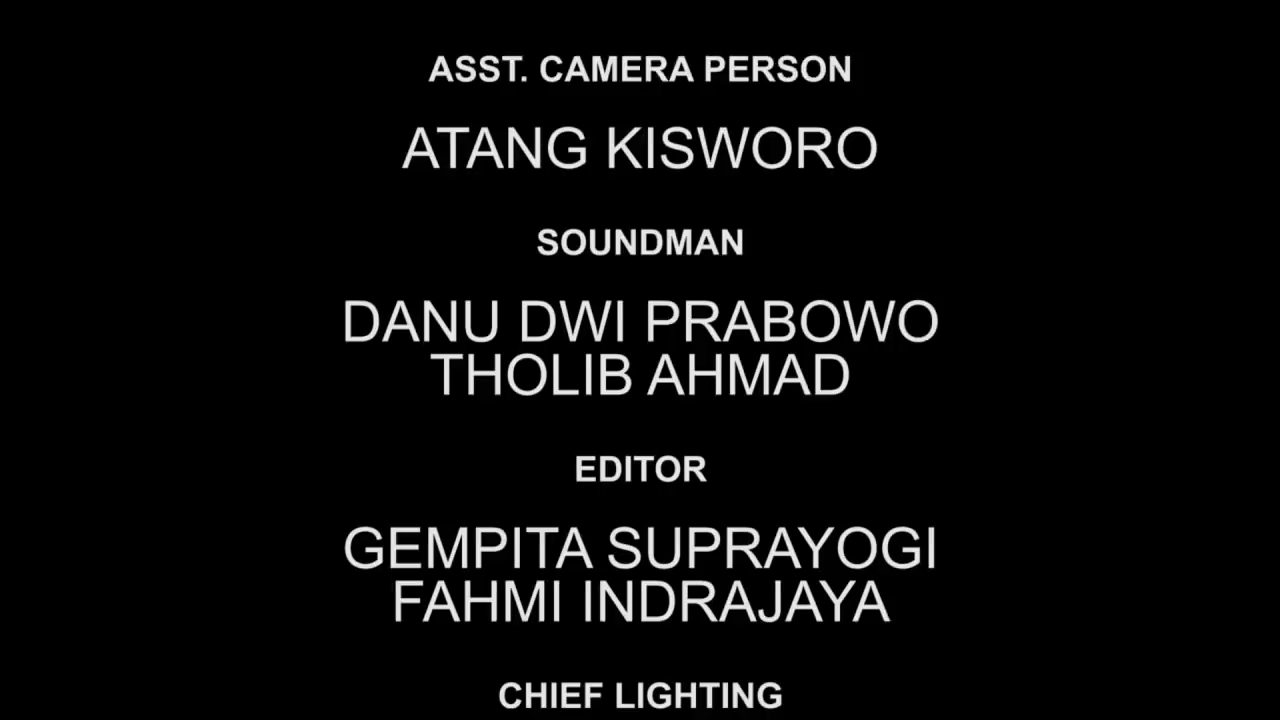 ASST. CAMERA PERSON
ATANG KISWORO
SOUNDMAN
DANU DWI PRABOWO
THOLIB AHMAD
EDITOR
GEMPITA SUPRAYOGI
FAHMI INDRAJAYA
CHIEF LIGHTING